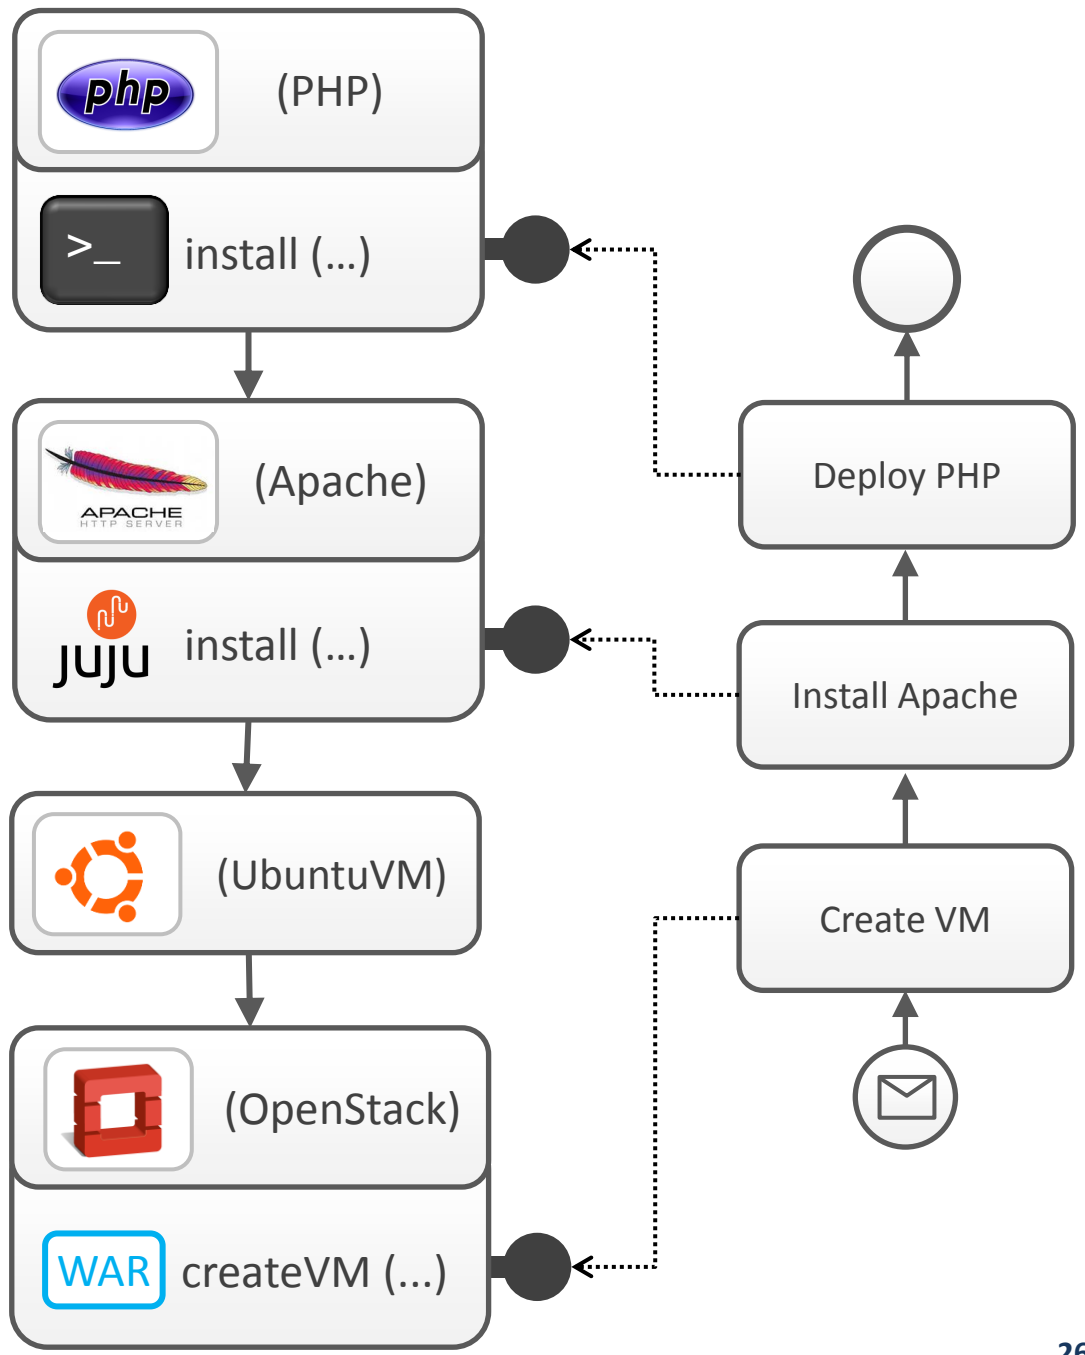 php
(PHP)
>_
install (…)
(Apache)
APACHE
HTTP SERVER
juju
install (…)
(UbuntuVM)
(OpenStack)
WAR
createVM (...)
Deploy PHP
Install Apache
Create VM
26